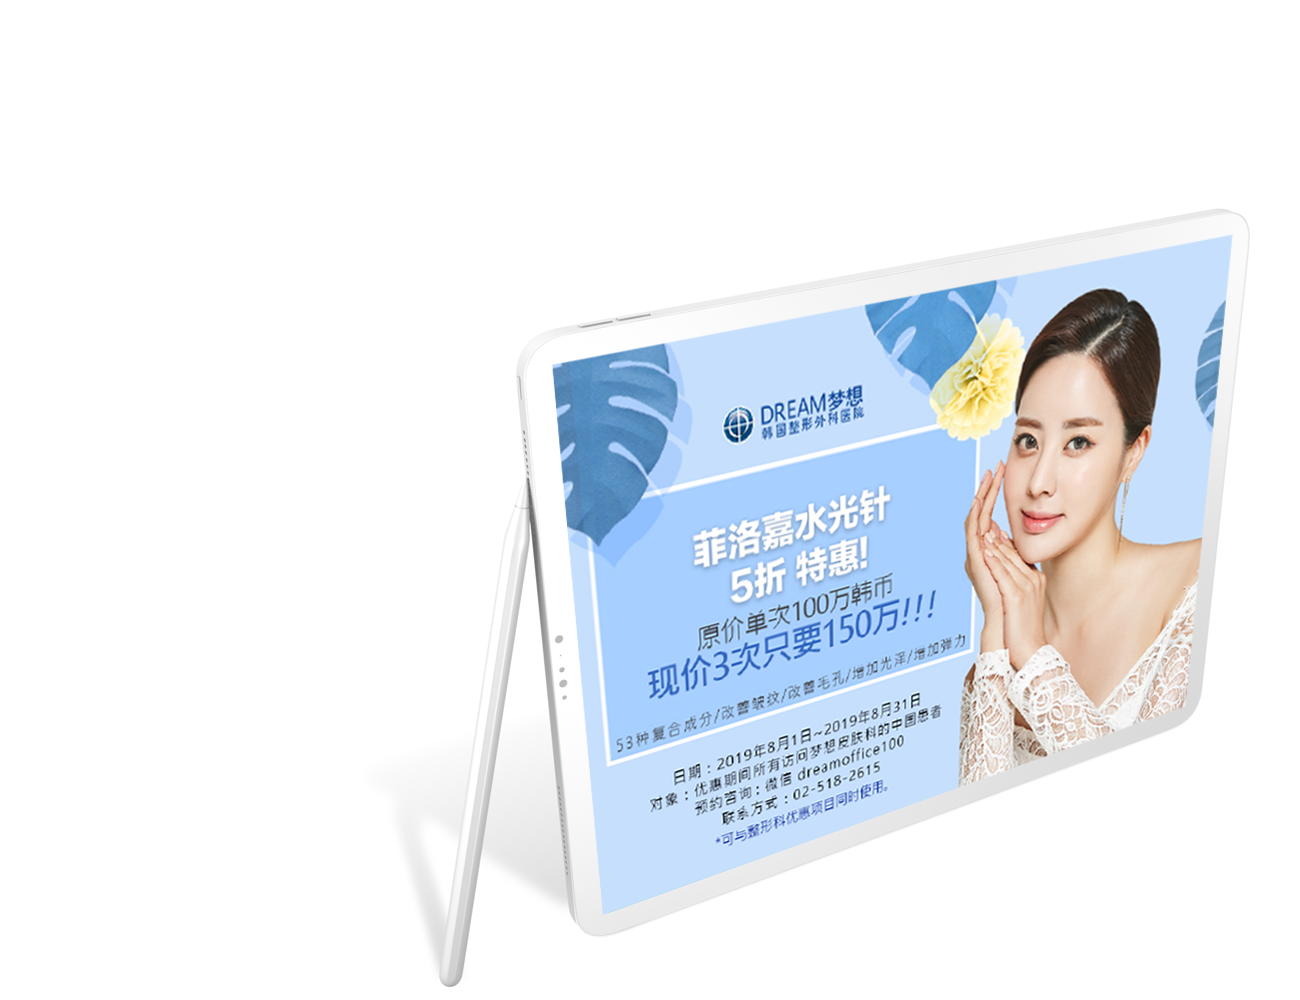 DREAM梦想
韩国整形外科医院
菲洛嘉水光针
5折 特惠!
原价单次100万韩币
现价3次只要150万!!!
53种复合成分/改善皱纹/改善毛孔/增加光泽/增加弹力
日期：2019年8月1日~2019年8月31日
对象：优惠期间所有访问梦想皮肤科的中国患者
预约咨询：微信 dreamoffice100
联系方式：02-518-2615
*可与整形科优惠项目同时使用。